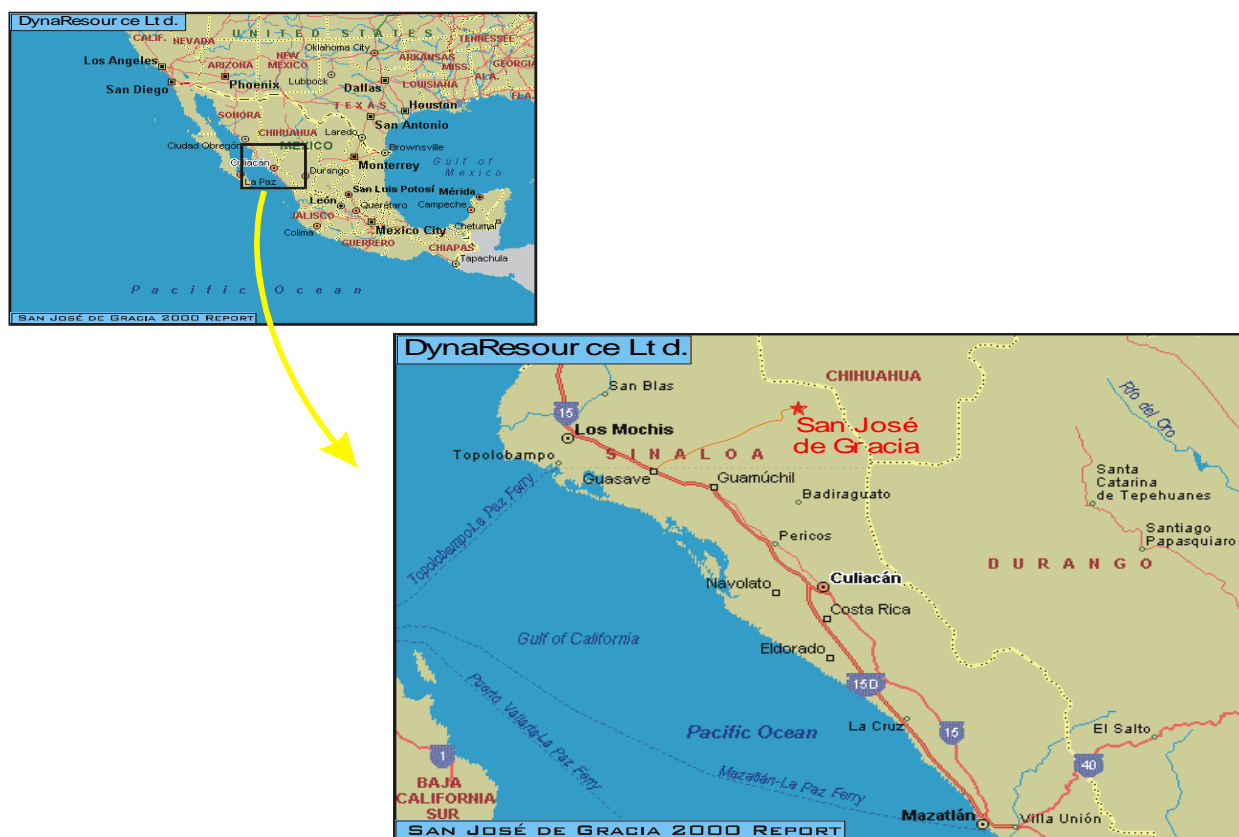 DynaResour ce Lt d.
CALIF.
NEVADA
UNITED STATES
Oklahoma City
TENNESSEE
Los Angeles
ARIZONA
NEW
MEXICO
ARKANSAS
MISS.
GEORGIA
ALA.
San Diego
Phoenix
Lubbock
Dallas
LOUISIANA
FLA.
TEXAS
Houston
SONORA
San Antonio
CHIHUAHUA
Laredo
Ciudad Obregón
MEXICO
Brownsville
Culiacán
Monterrey
Gulf of
Mexico
La Paz
Durango
San Luis Potosí
Mérida
León
Querétaro
Campeche
JALISCO
Chetumal
Colima
Mexico City
GUERRERO
CHIAPAS
Tapachula
Pacific Ocean
SAN JOSÉ DE GRACIA 2000 REPORT
DynaResour ce Lt d.
CHIHUAHUA
San Blas
Río del Oro
15
San José
de Gracia
Los Mochis
SINALOA
Topolobampo
Guasave
Guamúchil
Santa
Catarina
de Tepehuanes
Badiraguato
Topolobampo-La Paz Ferry
Santiago
Papasquiaro
Pericos
DURANGO
Culiacán
Navolato
Costa Rica
Gulf of California
Eldorado
15D
Puerto Vallarta-La Paz Ferry
La Cruz
Pacific Ocean
15
El Salto
1
40
Mazatlán-La Paz Ferry
BAJA
CALIFORNIA
SUR
Mazatlán
Villa Unión
SAN JOSÉ DE GRACIA 2000 REPORT